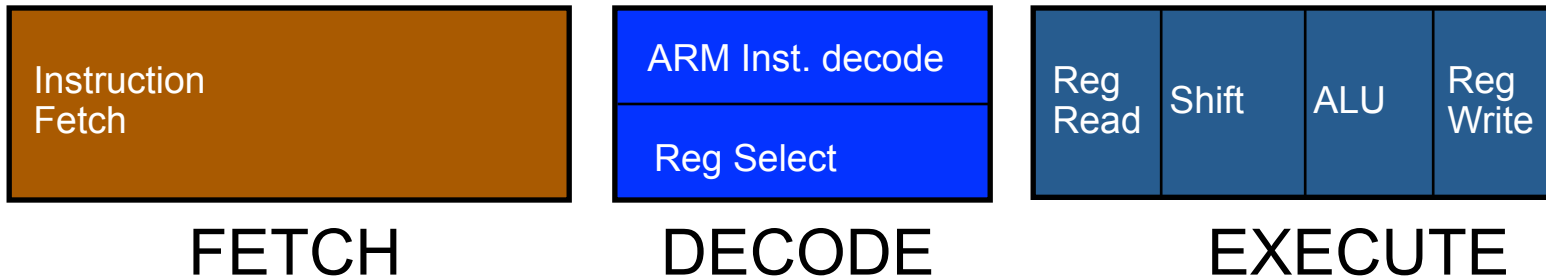 Instruction
Fetch
ARM Inst. decode
Reg Select
Reg
Read
Shift
ALU
Reg
Write
FETCH
DECODE
EXECUTE